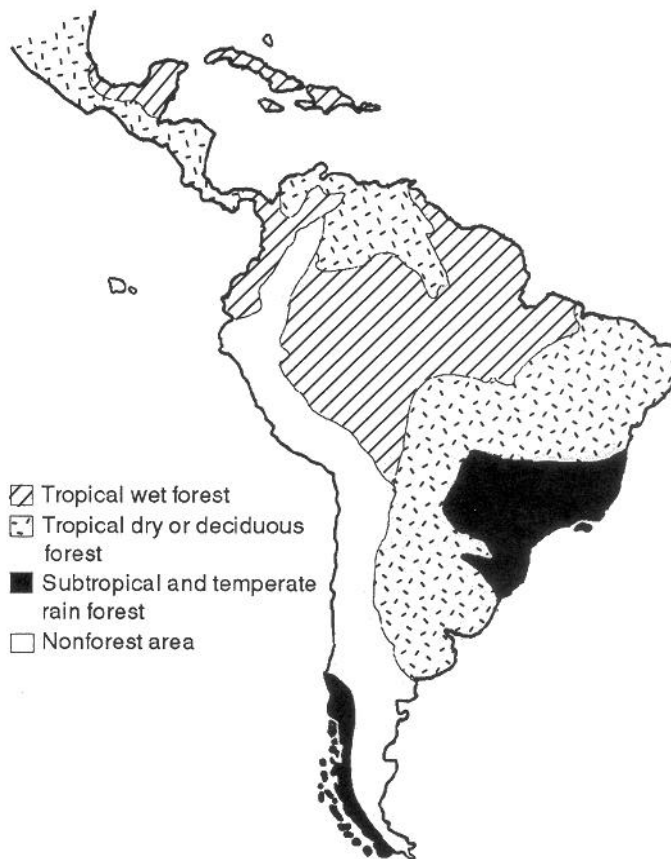 Tropical wet forest
Tropical dry or deciduous
forest
Subtropical and temperate
rain forest
Nonforest area